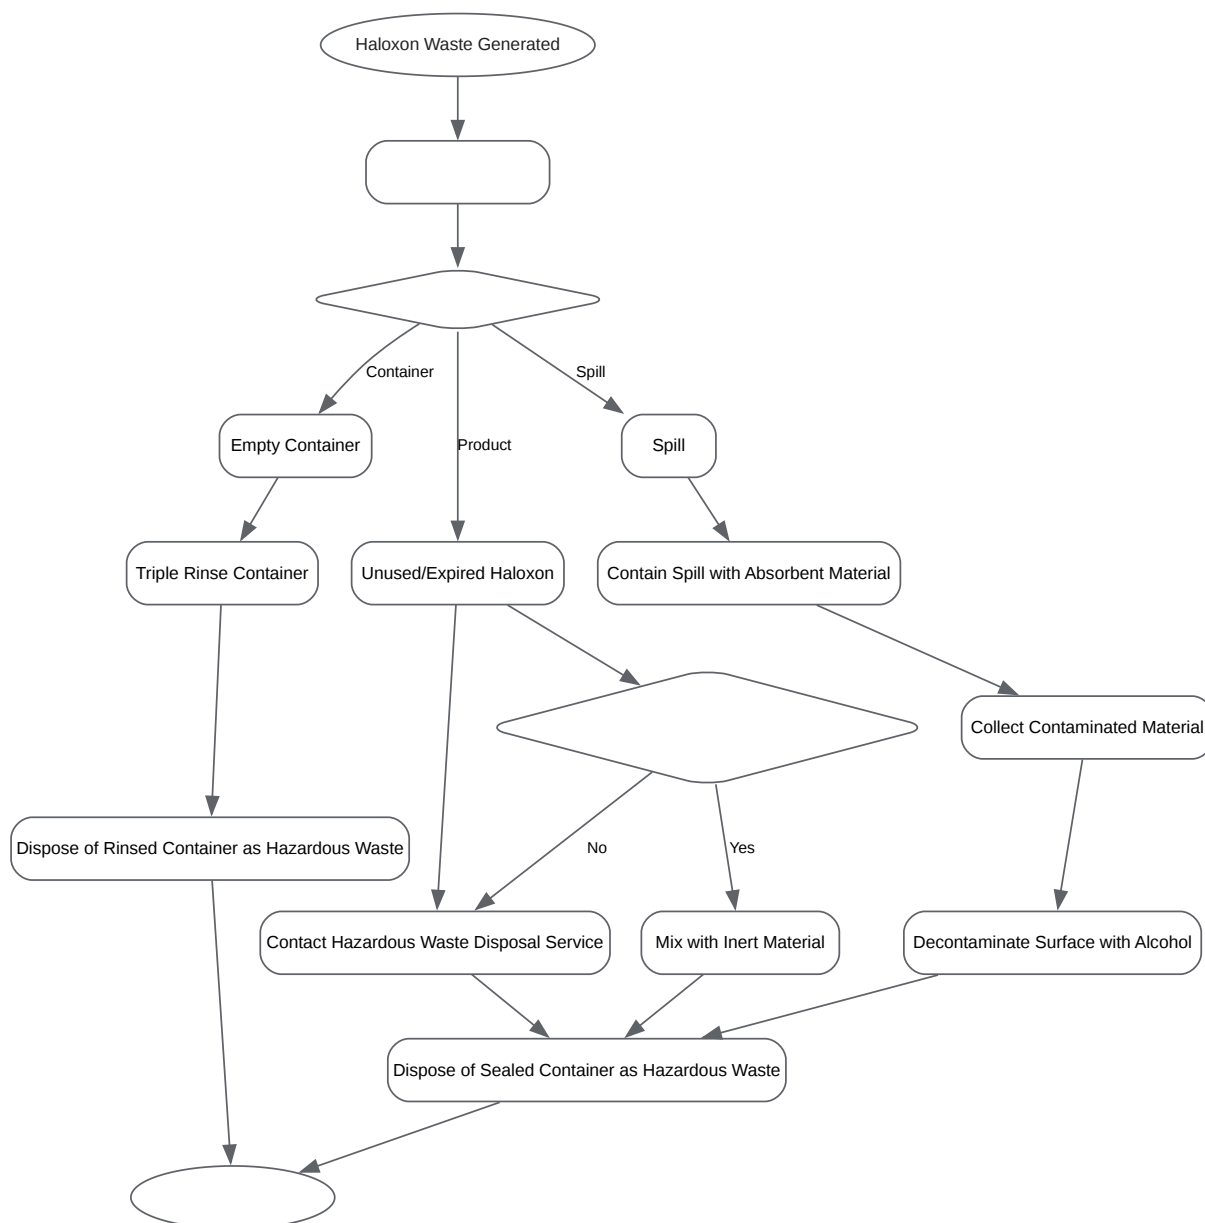 Haloxon Waste Generated
Container
Spill
Empty Container
Product
Spill
Triple Rinse Container
Unused/Expired Haloxon
Contain Spill with Absorbent Material
Collect Contaminated Material
Dispose of Rinsed Container as Hazardous Waste
No
Yes
Contact Hazardous Waste Disposal Service
Mix with Inert Material
Decontaminate Surface with Alcohol
Dispose of Sealed Container as Hazardous Waste